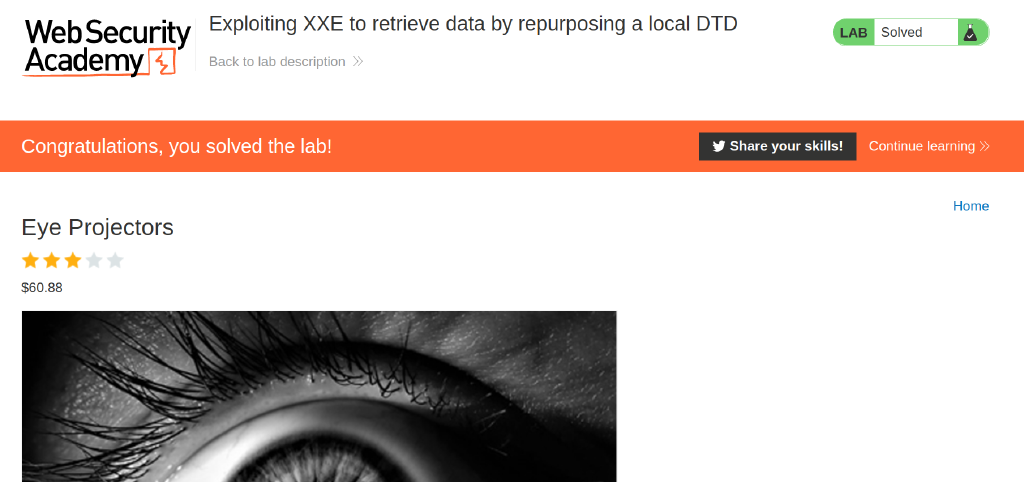 Web Security
Academy
Exploiting XXE to retrieve data by repurposing a local DTD
Back to lab description
LAB Solved
Congratulations, you solved the lab!
Share your skills!
Continue learning
Home
Eye Projectors
$60.88